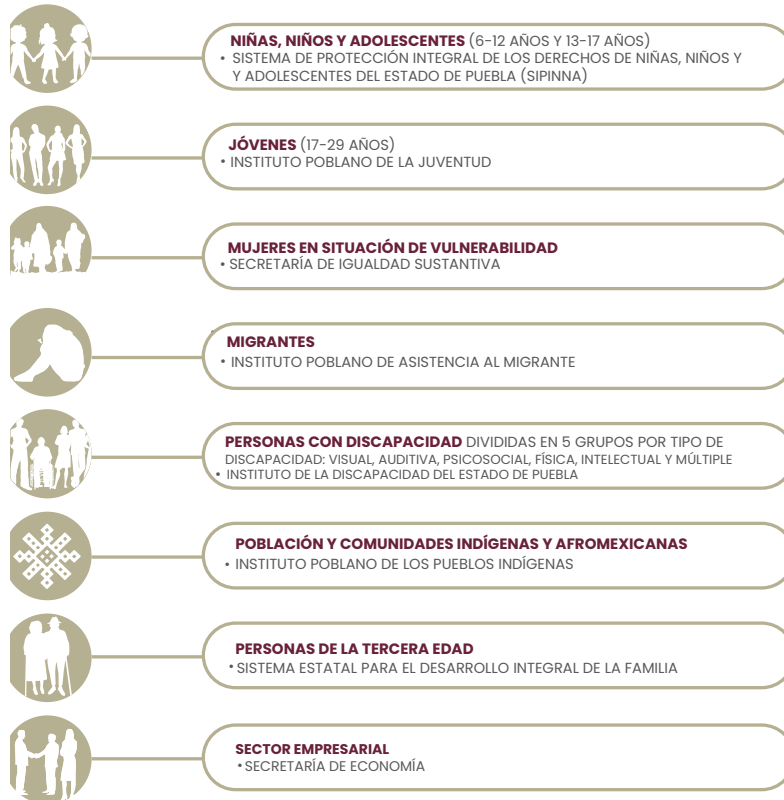 NIÑAS, NIÑOS Y ADOLESCENTES (6-12 AÑOS Y 13-17 AÑOS)
• SISTEMA DE PROTECCIÓN INTEGRAL DE LOS DERECHOS DE NIÑAS, NIÑOS Y
Y ADOLESCENTES DEL ESTADO DE PUEBLA (SIPINNA)
JÓVENES (17-29 AÑOS)
• INSTITUTO POBLANO DE LA JUVENTUD
MUJERES EN SITUACIÓN DE VULNERABILIDAD
• SECRETARÍA DE IGUALDAD SUSTANTIVA
MIGRANTES
• INSTITUTO POBLANO DE ASISTENCIA AL MIGRANTE
PERSONAS CON DISCAPACIDAD DIVIDIDAS EN 5 GRUPOS POR TIPO DE
DISCAPACIDAD: VISUAL, AUDITIVA, PSICOSOCIAL, FÍSICA, INTELECTUAL Y MÚLTIPLE
• INSTITUTO DE LA DISCAPACIDAD DEL ESTADO DE PUEBLA
POBLACIÓN Y COMUNIDADES INDÍGENAS Y AFROMEXICANAS
• INSTITUTO POBLANO DE LOS PUEBLOS INDÍGENAS
PERSONAS DE LA TERCERA EDAD
• SISTEMA ESTATAL PARA EL DESARROLLO INTEGRAL DE LA FAMILIA
SECTOR EMPRESARIAL
• SECRETARÍA DE ECONOMÍA